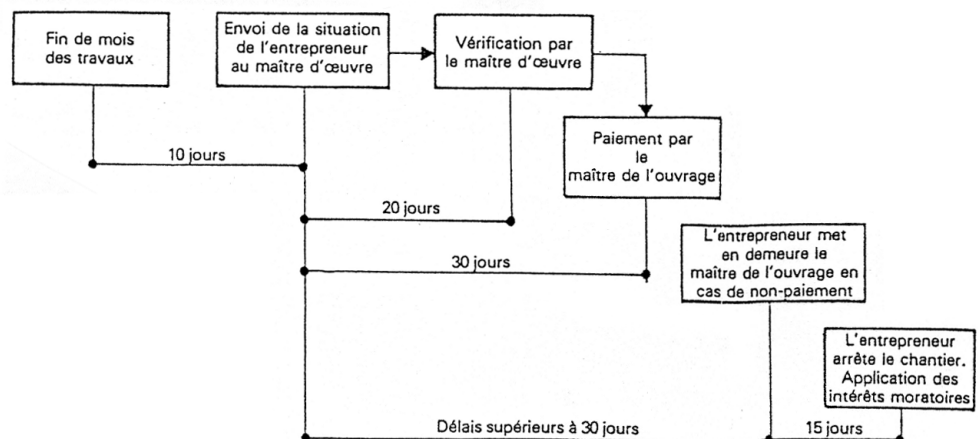 Fin de mois
des travaux
Envoi de la situation
de l'entrepreneur
au maître d'œuvre
Vérification par
le maître d'œuvre
Paiement par
le
maître de l'ouvrage
10 jours
20 jours
30 jours
L'entrepreneur met
en demeure le
maître de l'ouvrage en
cas de non-paiement
L'entrepreneur
arrête le chantier.
Application des
intérêts moratoires
Délais supérieurs à 30 jours
15 jours